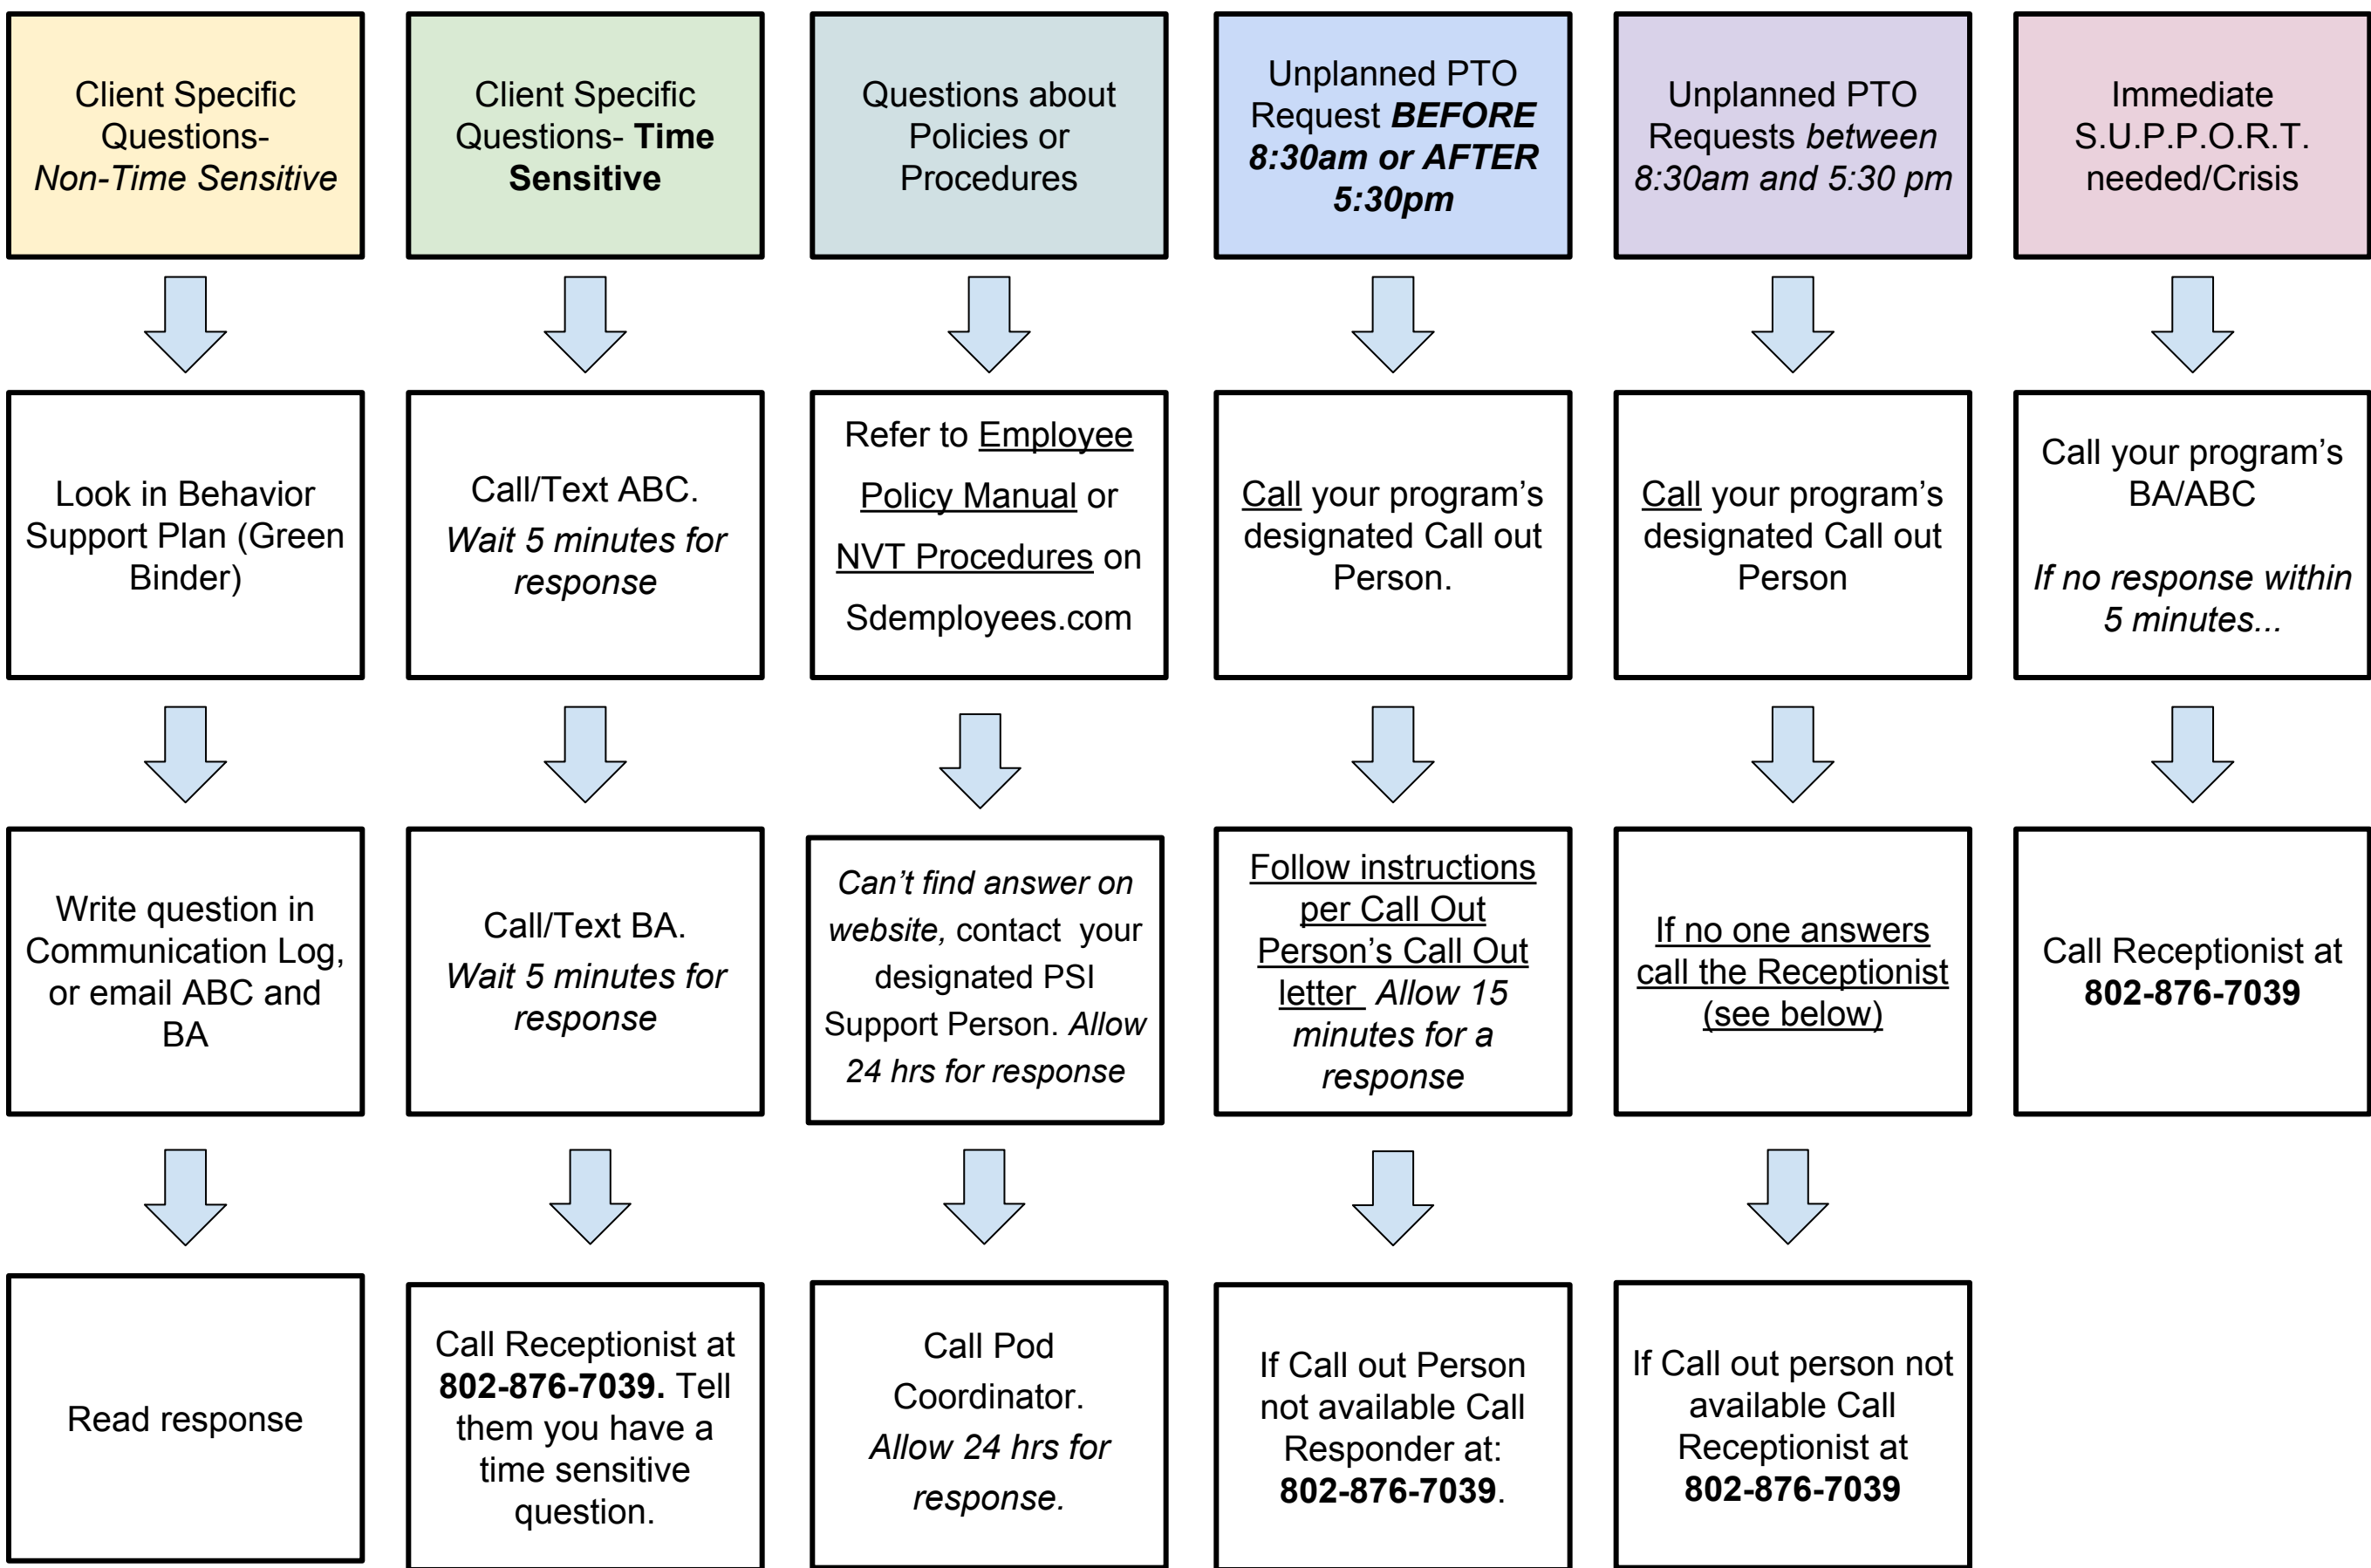 Client Specific
Questions-
Non-Time Sensitive
Client Specific
Questions- Time
Sensitive
Questions about
Policies or
Procedures
Unplanned PTO
Request BEFORE
8:30am or AFTER
5:30pm
Unplanned PTO
Requests between
8:30am and 5:30 pm
Immediate
S.U.P.P.O.R.T.
needed/Crisis
Look in Behavior
Support Plan (Green
Binder)
Call/Text ABC.
Wait 5 minutes for
response
Refer to Employee
Policy Manual or
NVT Procedures on
Sdemployees.com
Call your program’s
designated Call out
Person.
Call your program’s
designated Call out
Person
Call your program’s
BA/ABC
If no response within
5 minutes...
Write question in
Communication Log,
or email ABC and
BA
Call/Text BA.
Wait 5 minutes for
response
Can’t find answer on
website, contact your
designated PSI
Support Person. Allow
24 hrs for response
Follow instructions
per Call Out
Person’s Call Out
letter Allow 15
minutes for a
response
If no one answers
call the Receptionist
(see below)
Call Receptionist at
802-876-7039
Read response
Call Receptionist at
802-876-7039. Tell
them you have a
time sensitive
question.
Call Pod
Coordinator.
Allow 24 hrs for
response.
If Call out Person
not available Call
Responder at:
802-876-7039.
If Call out person not
available Call
Receptionist at
802-876-7039